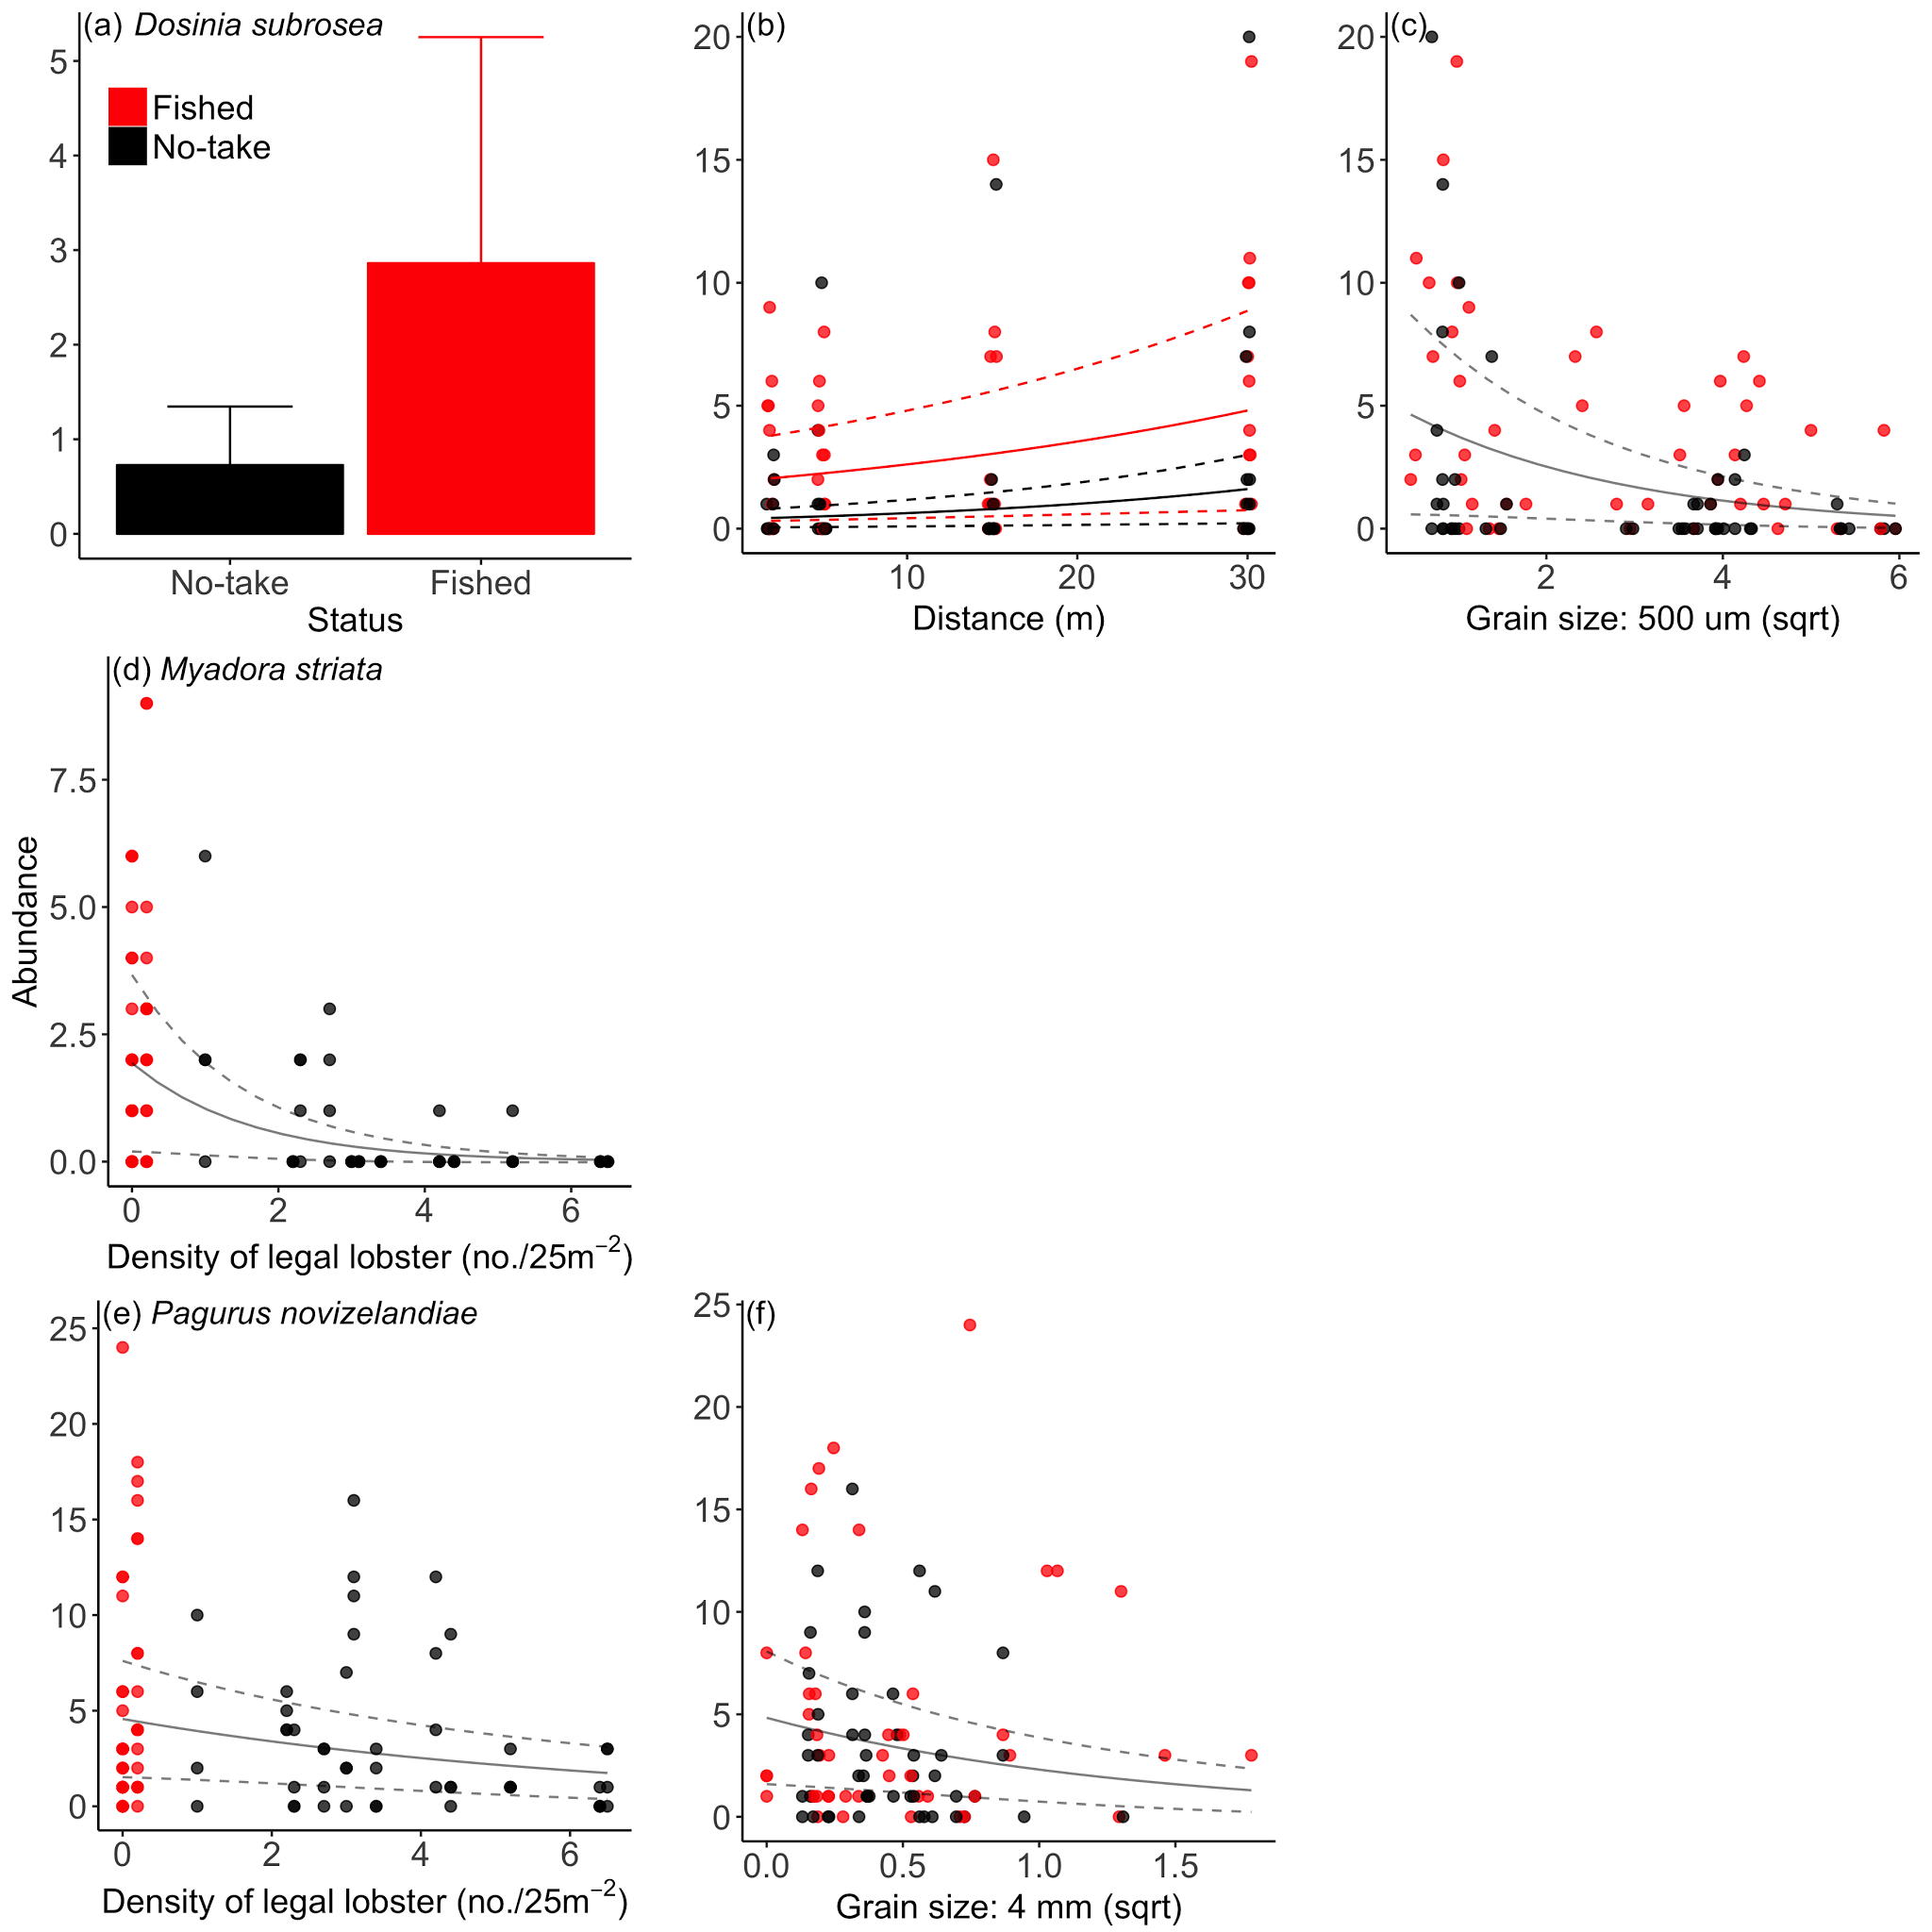 (a) Dosinia subrosea
Fished
No-take
5
4
3
2
1
0
No-take Fished
Status
(b)
20
15
10
5
0
10 20 30
Distance (m)
(c)
20
15
10
5
0
2 4 6
Grain size: 500 um (sqrt)
Abundance
(d) Myadora striata
7.5
5.0
2.5
0.0
0 2 4 6
Density of legal lobster (no./25m−2)
(e) Pagurus novizelandiae
25
20
15
10
5
0
0 2 4 6
Density of legal lobster (no./25m−2)
(f)
25
20
15
10
5
0
0.0 0.5 1.0 1.5
Grain size: 4 mm (sqrt)